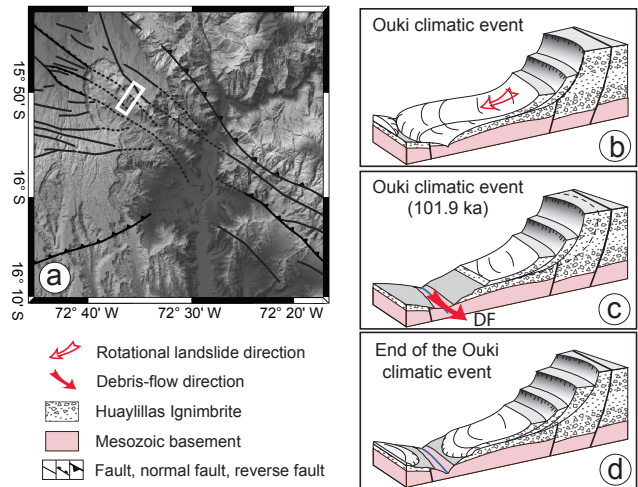 15° 50' S
16° S
16° 10' S
72° 40' W
72° 30' W
72° 20' W
a
Rotational landslide direction
Debris-flow direction
Huaylillas Ignimbrite
Mesozoic basement
Fault, normal fault, reverse fault
Ouki climatic event
b
Ouki climatic event
(101.9 ka)
DF
c
End of the Ouki
climatic event
d